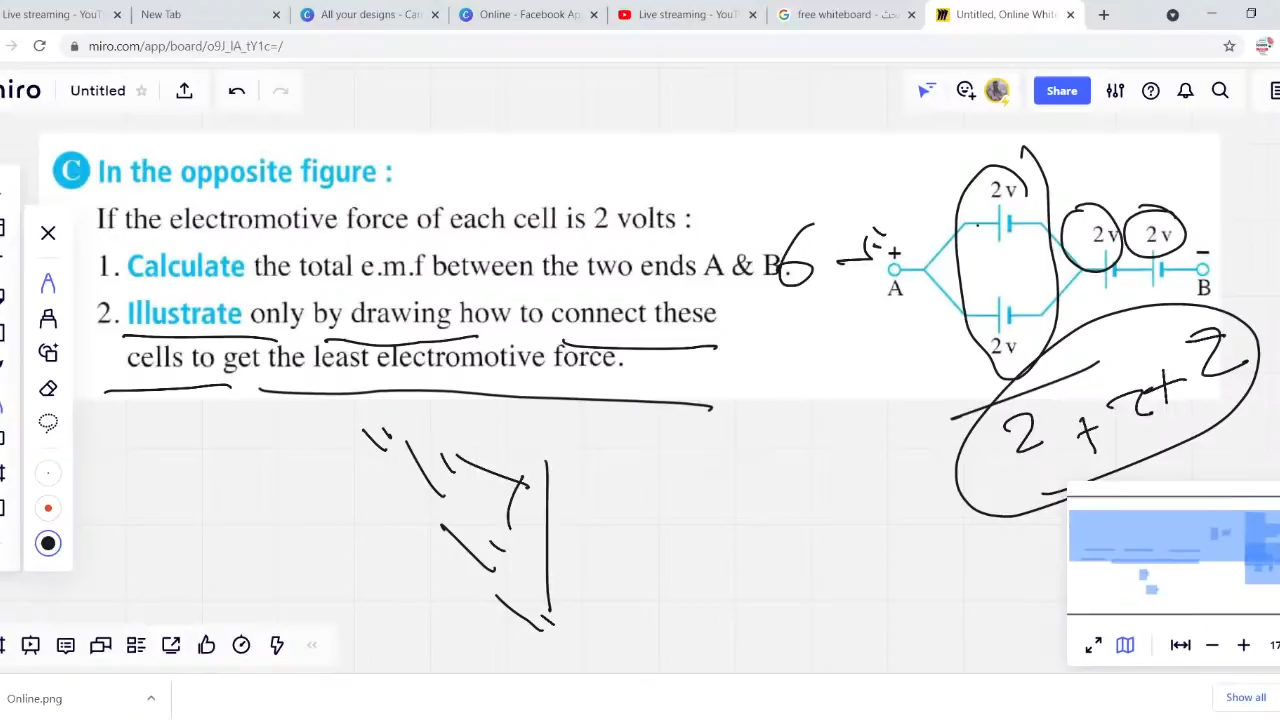 Live streaming - YouT
New Tab
All your designs - Can
Online - Facebook Ap
Live streaming - YouT
free whiteboard - بحث
Untitled, Online Whit
miro.com/app/board/o9J_lA_tY1c=/
miro
Untitled
Share
C In the opposite figure :
If the electromotive force of each cell is 2 volts :
1. Calculate the total e.m.f between the two ends A & B.
2. Illustrate only by drawing how to connect these
cells to get the least electromotive force.
6
2 v
2 v
2 v
2 v
+
A
−
B
2 + 2 + 2
17
Online.png
Show all